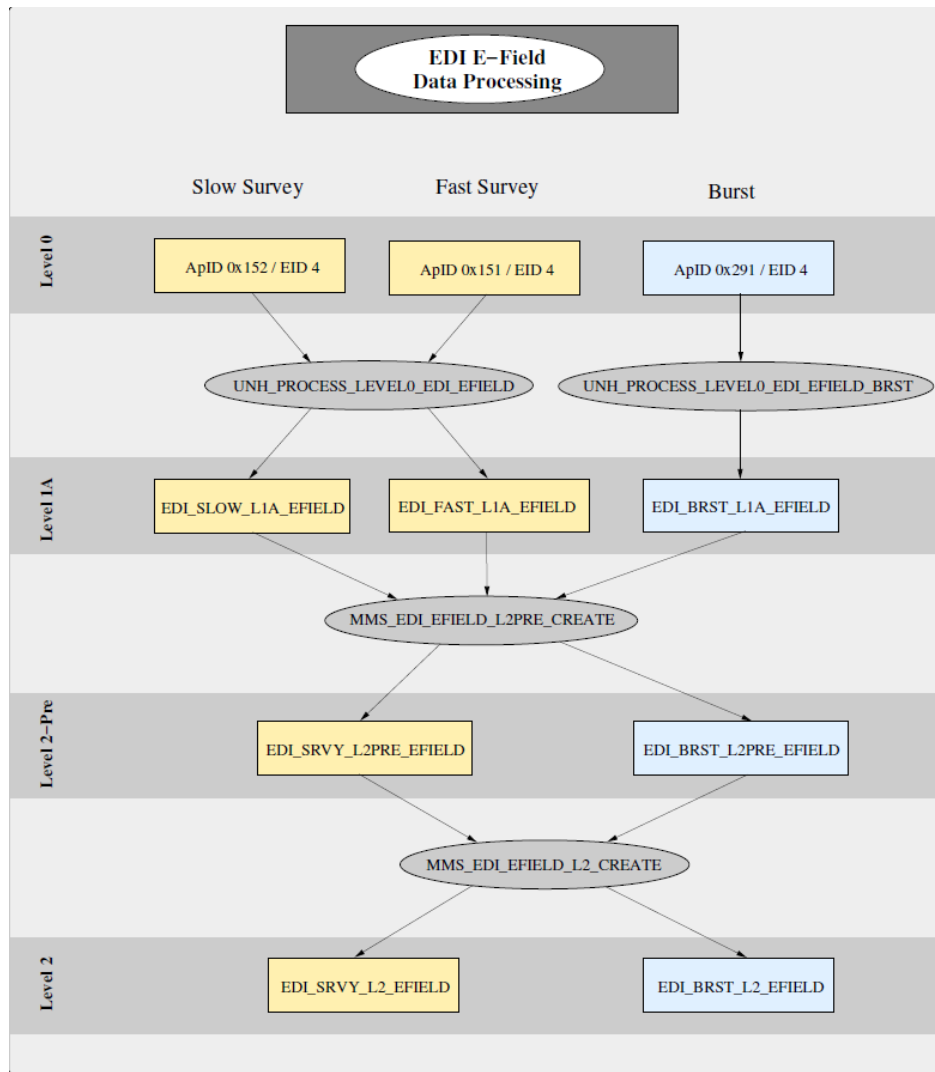 EDI E−Field
Data Processing
Slow Survey
Fast Survey
Burst
Level 0
ApID 0x152 / EID 4
ApID 0x151 / EID 4
ApID 0x291 / EID 4
UNH_PROCESS_LEVEL0_EDI_EFIELD
UNH_PROCESS_LEVEL0_EDI_EFIELD_BRST
Level 1A
EDI_SLOW_L1A_EFIELD
EDI_FAST_L1A_EFIELD
EDI_BRST_L1A_EFIELD
MMS_EDI_EFIELD_L2PRE_CREATE
Level 2−Pre
EDI_SRVY_L2PRE_EFIELD
EDI_BRST_L2PRE_EFIELD
MMS_EDI_EFIELD_L2_CREATE
Level 2
EDI_SRVY_L2_EFIELD
EDI_BRST_L2_EFIELD